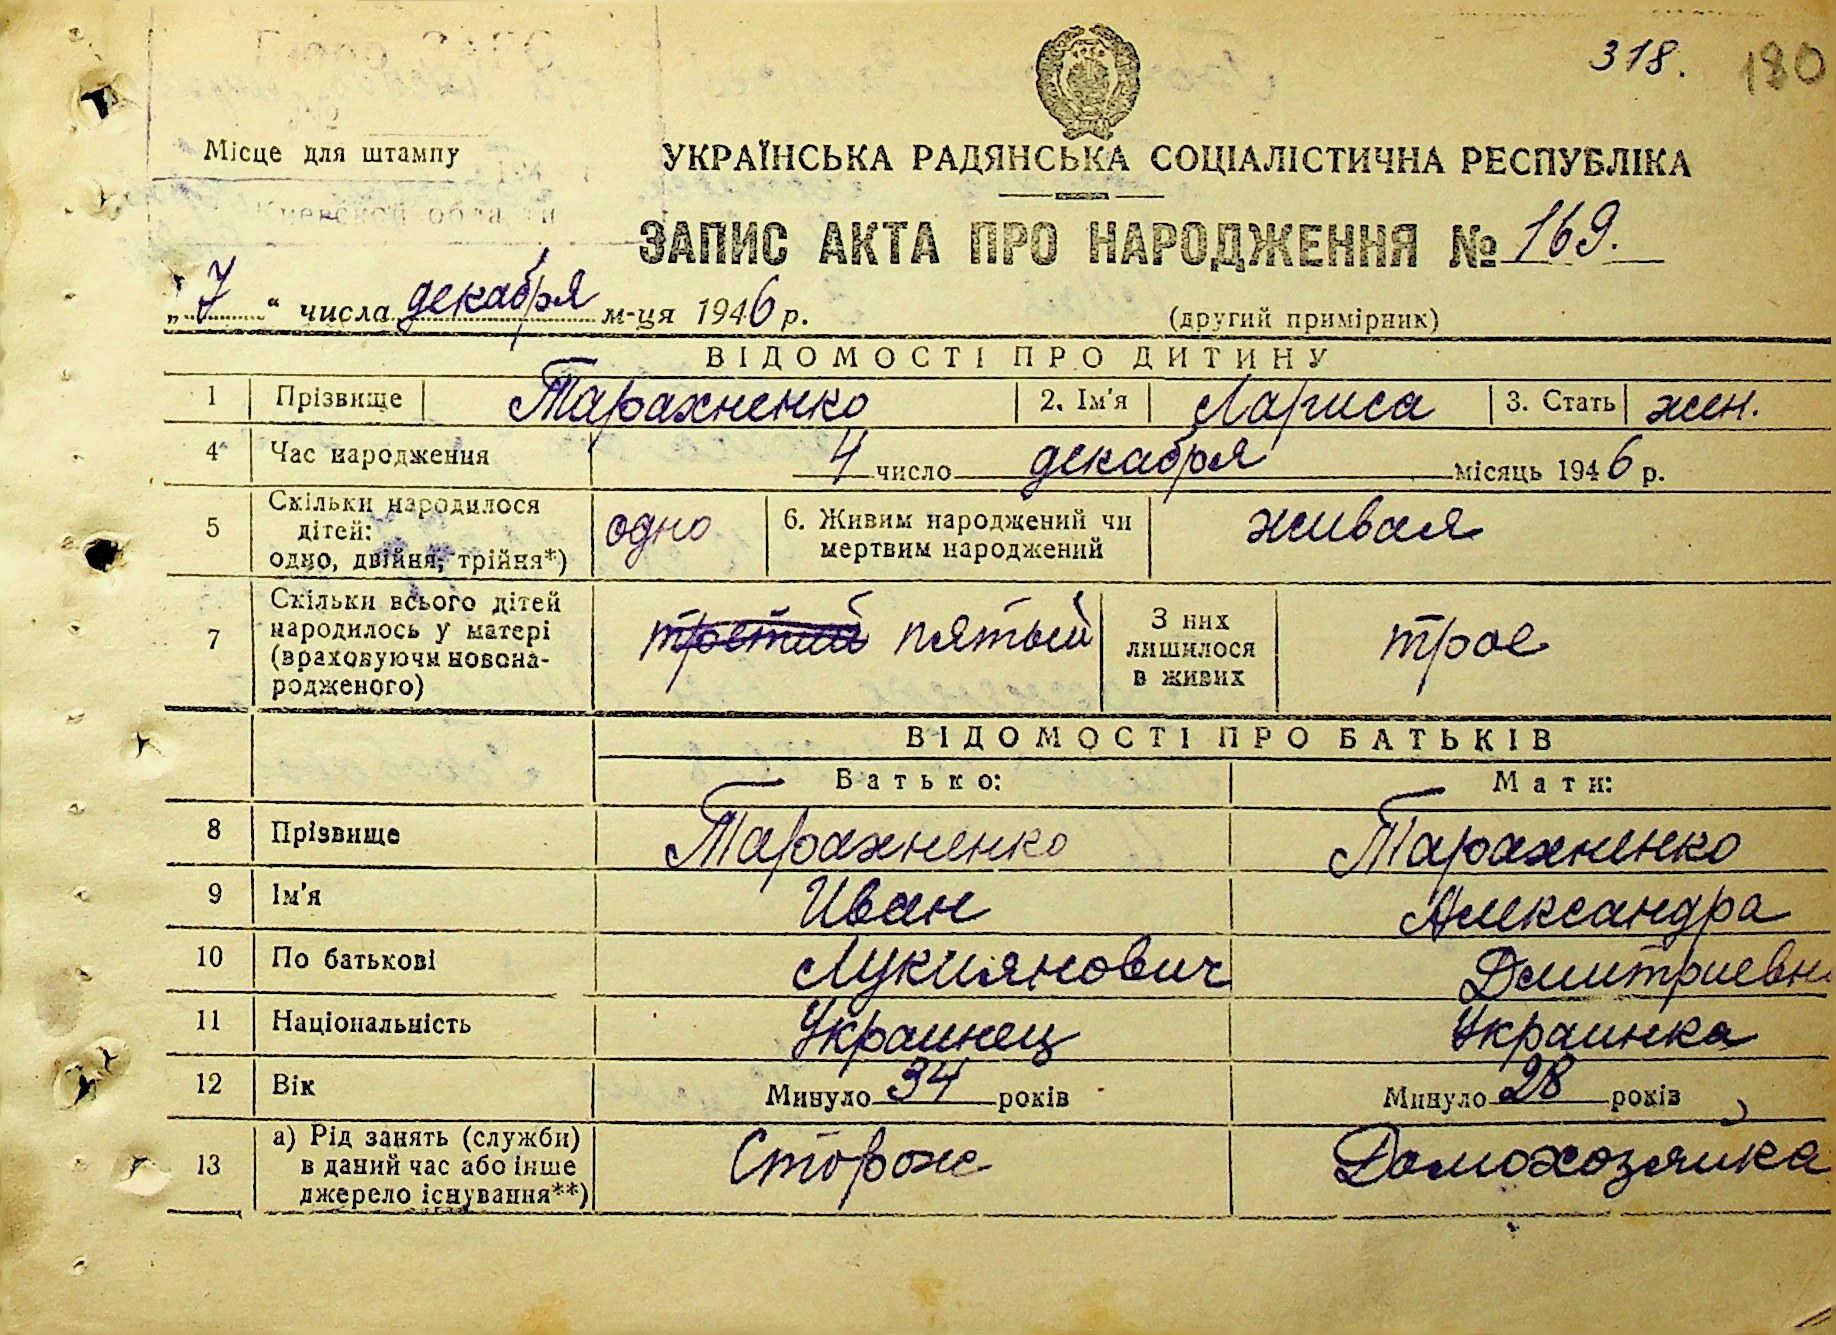 318. 180
Місце для штампу
УКРАЇНСЬКА РАДЯНСЬКА СОЦІАЛІСТИЧНА РЕСПУБЛІКА
Киевской области
ЗАПИС АКТА ПРО НАРОДЖЕННЯ № 169.
„7“ числа декабря м-ця 1946 р.
(другий примірник)
ВІДОМОСТІ ПРО ДИТИНУ
1 Прізвище Тарахненко 2. Ім'я Лариса 3. Стать жен.
4 Час народження 4 число декабря місяць 1946 р.
5 Скільки народилося дітей: одно, двійня, трійня*) одно 6. Живим народжений чи мертвим народжений живая
7 Скільки всього дітей народилось у матері (враховуючи новонародженого) третий пятый З них лишилося в живих трое
ВІДОМОСТІ ПРО БАТЬКІВ
Батько: Мати:
8 Прізвище Тарахненко Тарахненко
9 Ім'я Иван Александра
10 По батькові Лукиянович Дмитриевн
11 Національність Украинец Украинка
12 Вік Минуло 34 років Минуло 28 років
13 а) Рід занять (служби) в даний час або інше джерело існування**) Сторож Домохозяйка